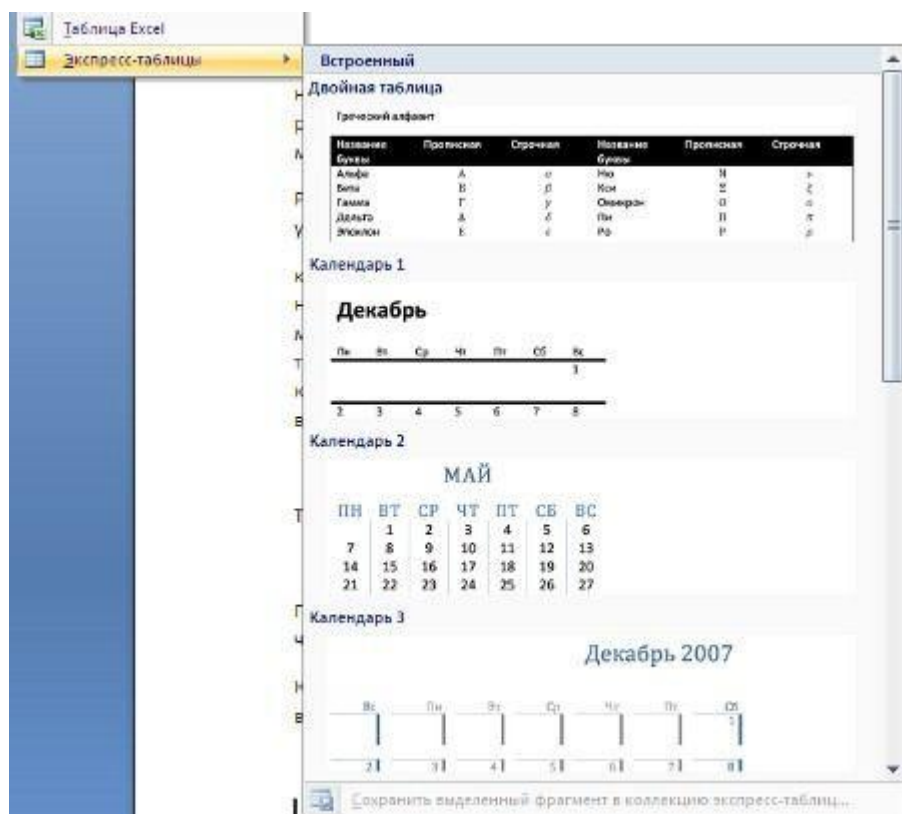 Таблица Excel
Экспресс-таблицы
Встроенный
Двойная таблица
Греческий алфавит
Название буквы Прописная Строчная Название буквы Прописная Строчная
Альфа Α α Ню Ν ν
Бета Β β Кси Ξ ξ
Гамма Γ γ Омикрон Ο ο
Дельта Δ δ Пи Π π
Эпсилон Ε ε Ро Ρ ρ
Календарь 1
Декабрь
Пн Вт Ср Чт Пт Сб Вс
1
2 3 4 5 6 7 8
Календарь 2
МАЙ
ПН ВТ СР ЧТ ПТ СБ ВС
1 2 3 4 5 6
7 8 9 10 11 12 13
14 15 16 17 18 19 20
21 22 23 24 25 26 27
Календарь 3
Декабрь 2007
Вс Пн Вт Ср Чт Пт Сб
1
2 3 4 5 6 7 8
Сохранить выделенный фрагмент в коллекцию экспресс-таблиц...